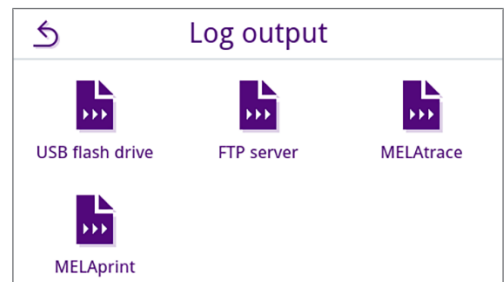 Log output
USB flash drive
FTP server
MELAtrace
MELAprint